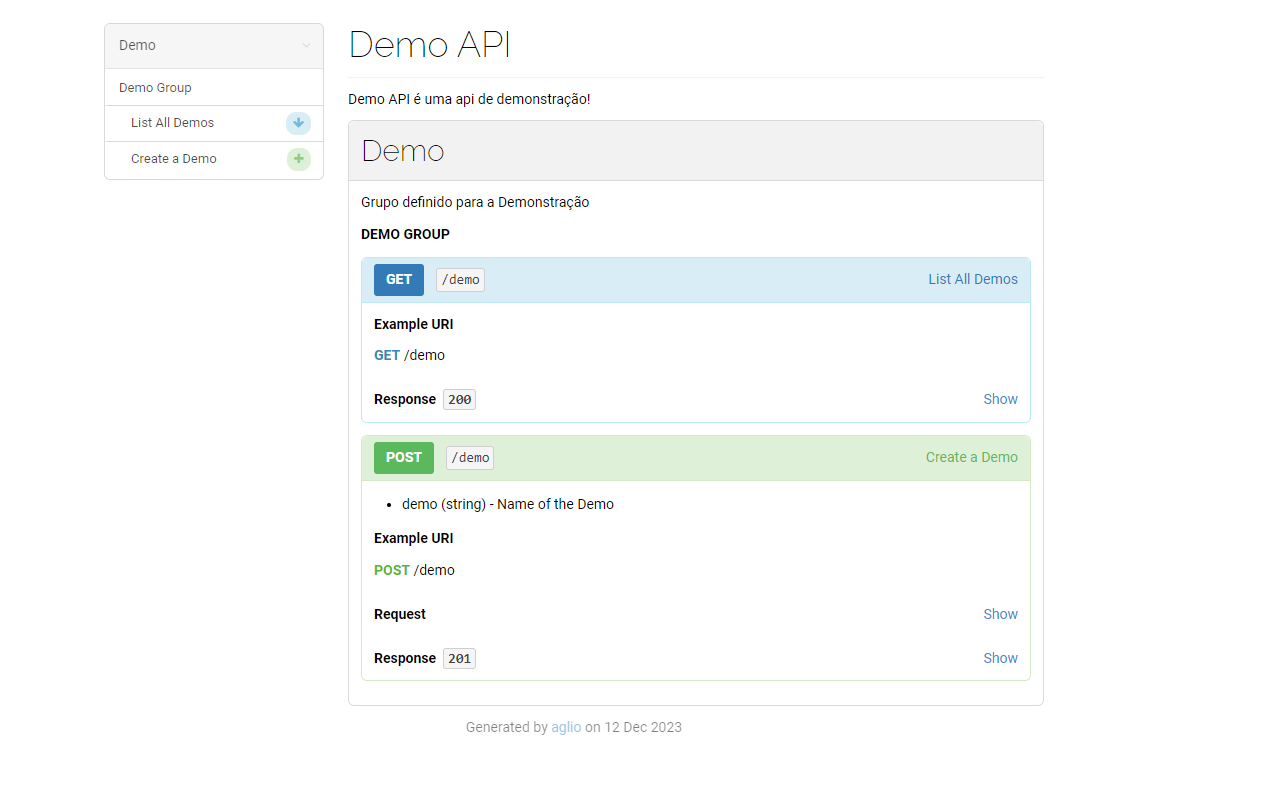 Demo
Demo Group
List All Demos
Create a Demo
Demo API
Demo API é uma api de demonstração!
Demo
Grupo definido para a Demonstração
DEMO GROUP
GET /demo List All Demos
Example URI
GET /demo
Response 200 Show
POST /demo Create a Demo
• demo (string) - Name of the Demo
Example URI
POST /demo
Request Show
Response 201 Show
Generated by aglio on 12 Dec 2023